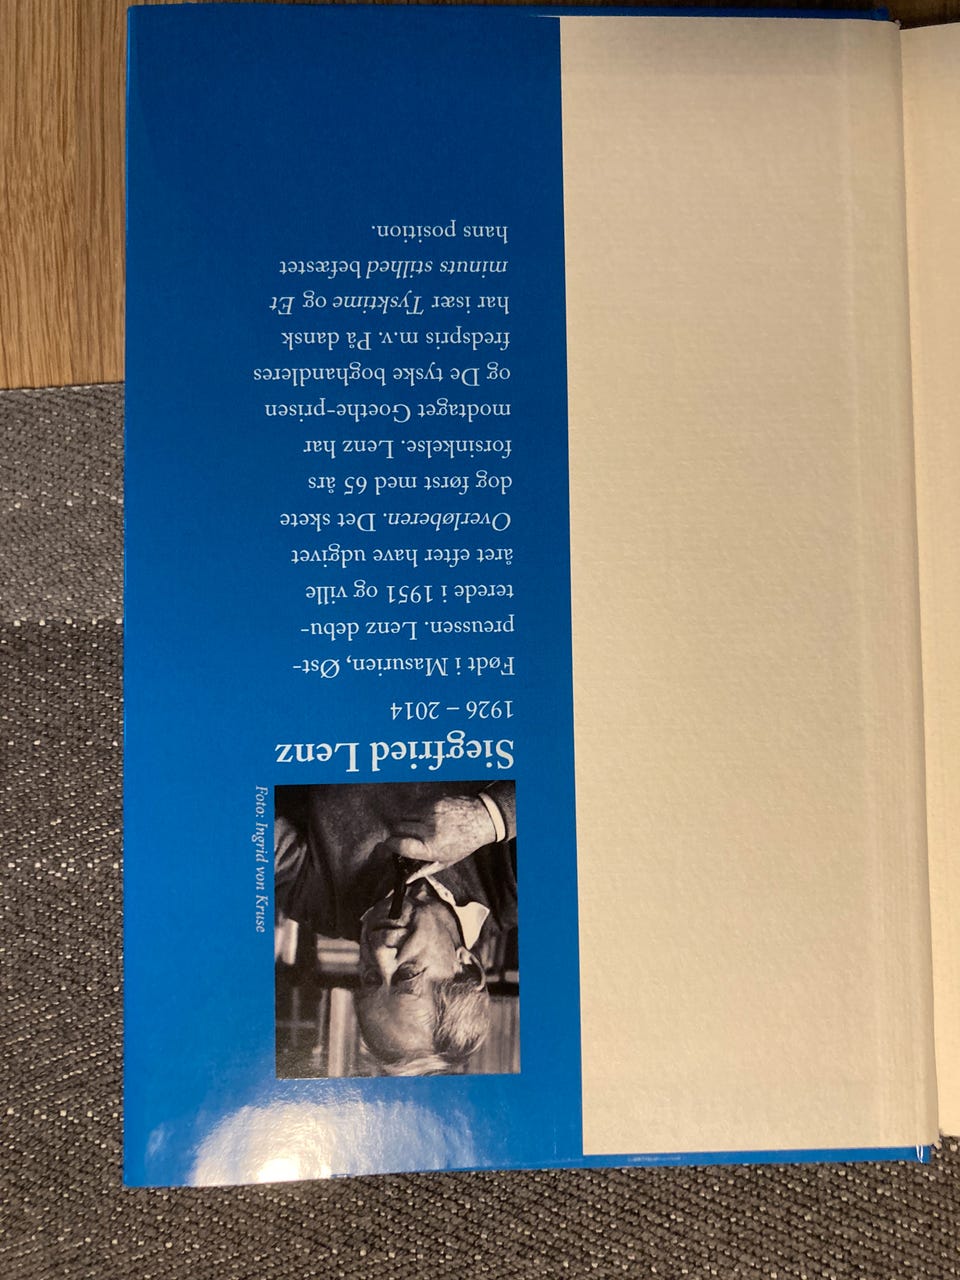 Foto: Ingrid von Kruse
Siegfried Lenz
1926 – 2014
Født i Masurien, Øst-
preussen. Lenz debu-
terede i 1951 og ville
året efter have udgivet
Overløberen. Det skete
dog først med 65 års
forsinkelse. Lenz har
modtaget Goethe-prisen
og De tyske boghandleres
fredspris m.v. På dansk
har især Tysktime og Et
minuts stilhed befæstet
hans position.